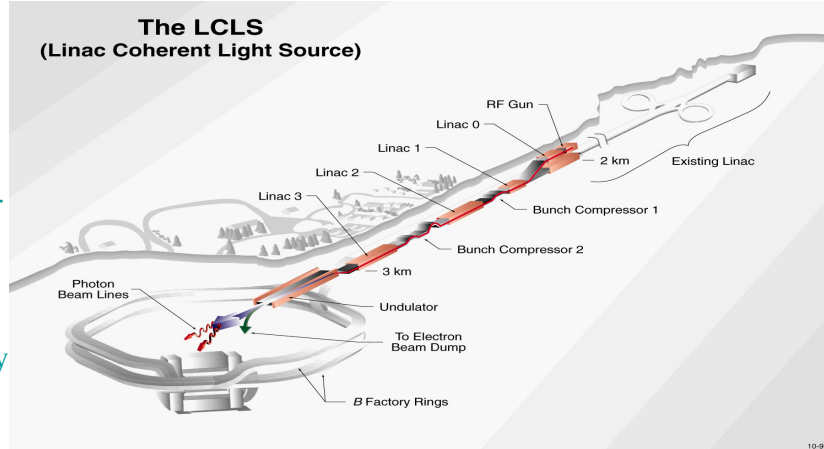 The LCLS
(Linac Coherent Light Source)
RF Gun
Linac 0
Linac 1
2 km
Existing Linac
Linac 2
Linac 3
Bunch Compressor 1
Bunch Compressor 2
3 km
Photon
Beam Lines
Undulator
To Electron
Beam Dump
y
B Factory Rings